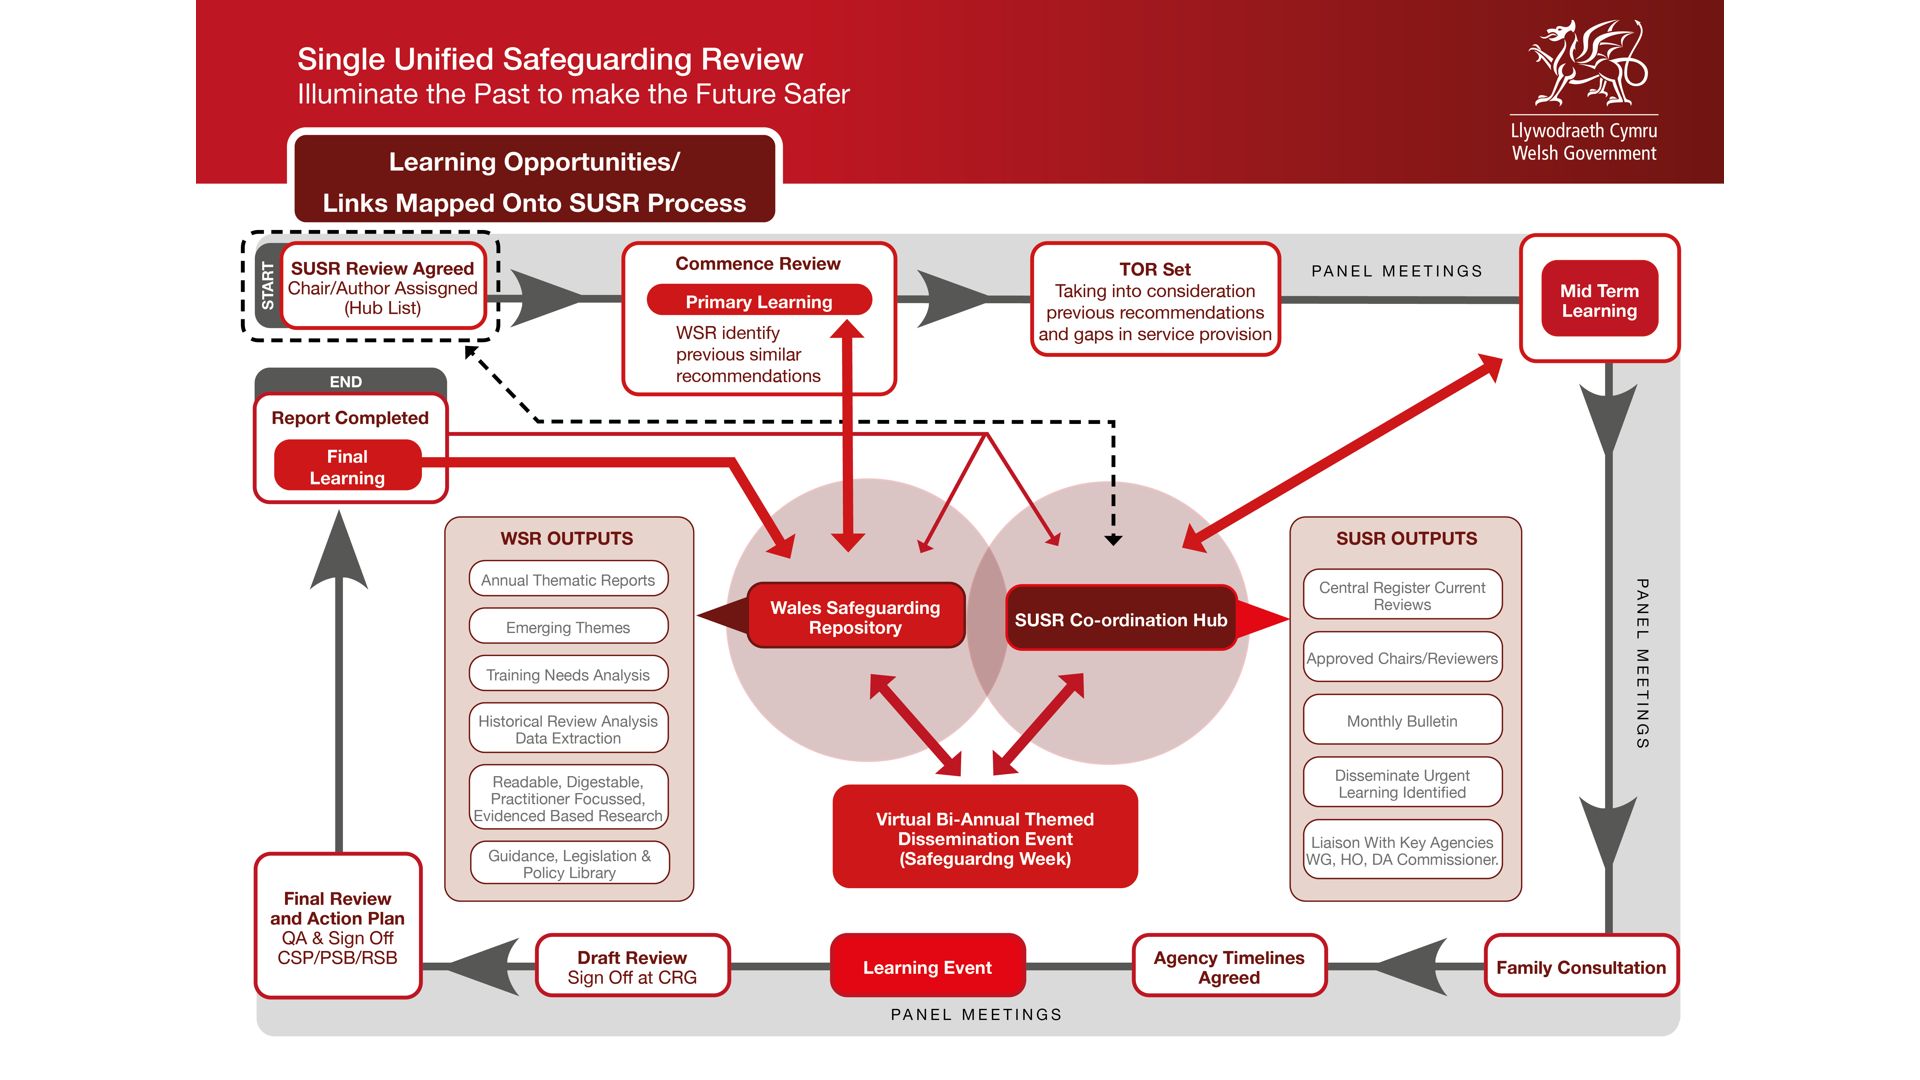 Single Unified Safeguarding Review
Illuminate the Past to make the Future Safer
Llywodraeth Cymru
Welsh Government
Learning Opportunities/
Links Mapped Onto SUSR Process
START
SUSR Review Agreed
Chair/Author Assisgned
(Hub List)
Commence Review
Primary Learning
WSR identify
previous similar
recommendations
TOR Set
Taking into consideration
previous recommendations
and gaps in service provision
PANEL MEETINGS
Mid Term
Learning
END
Report Completed
Final
Learning
WSR OUTPUTS
Annual Thematic Reports
Emerging Themes
Training Needs Analysis
Historical Review Analysis
Data Extraction
Readable, Digestable,
Practitioner Focussed,
Evidenced Based Research
Guidance, Legislation &
Policy Library
Wales Safeguarding
Repository
SUSR Co-ordination Hub
Virtual Bi-Annual Themed
Dissemination Event
(Safeguardng Week)
SUSR OUTPUTS
Central Register Current
Reviews
Approved Chairs/Reviewers
Monthly Bulletin
Disseminate Urgent
Learning Identified
Liaison With Key Agencies
WG, HO, DA Commissioner.
PANEL MEETINGS
Final Review
and Action Plan
QA & Sign Off
CSP/PSB/RSB
Draft Review
Sign Off at CRG
Learning Event
Agency Timelines
Agreed
Family Consultation
PANEL MEETINGS